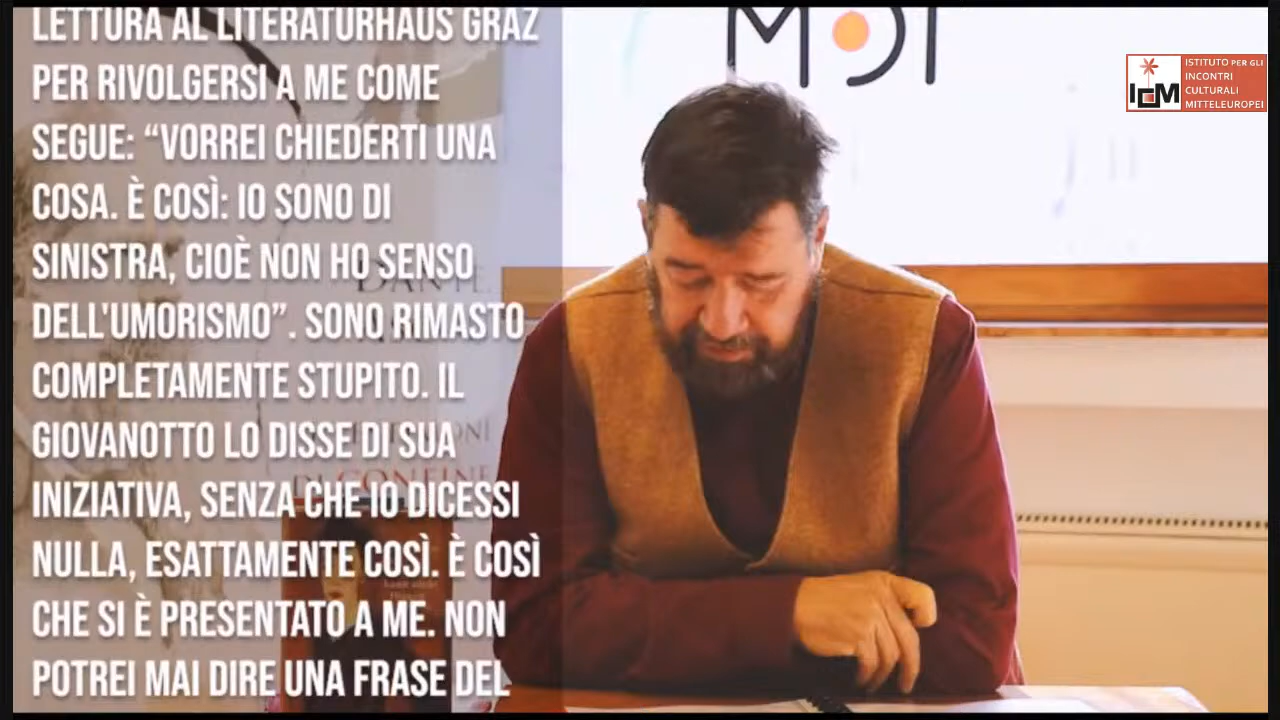 LETTURA AL LITERATURHAUS GRAZ
PER RIVOLGERSI A ME COME
SEGUE: “VORREI CHIEDERTI UNA
COSA. È COSÌ: IO SONO DI
SINISTRA, CIOÈ NON HO SENSO
DELL'UMORISMO”. SONO RIMASTO
COMPLETAMENTE STUPITO. IL
GIOVANOTTO LO DISSE DI SUA
INIZIATIVA, SENZA CHE IO DICESSI
NULLA, ESATTAMENTE COSÌ. È COSÌ
CHE SI È PRESENTATO A ME. NON
POTREI MAI DIRE UNA FRASE DEL
DANTE
DI CONFINE
ICM
ISTITUTO PER GLI
INCONTRI
CULTURALI
MITTELEUROPEI